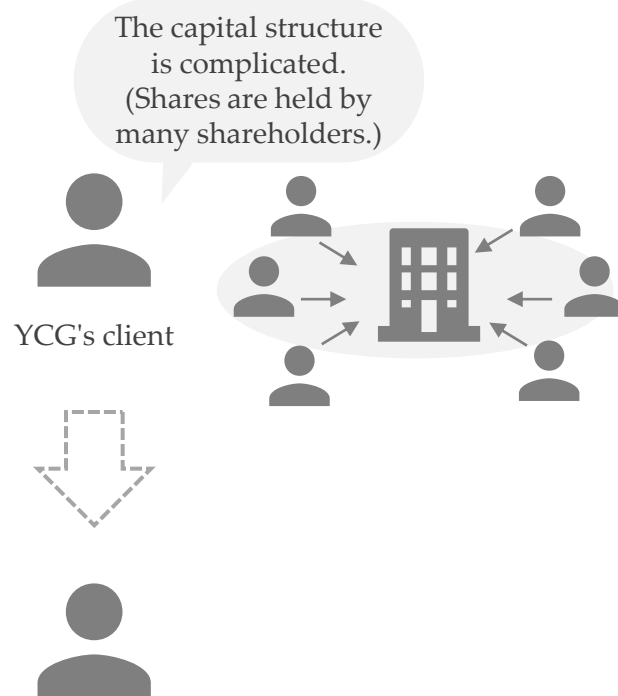 The capital structure
is complicated.
(Shares are held by
many shareholders.)
YCG's client